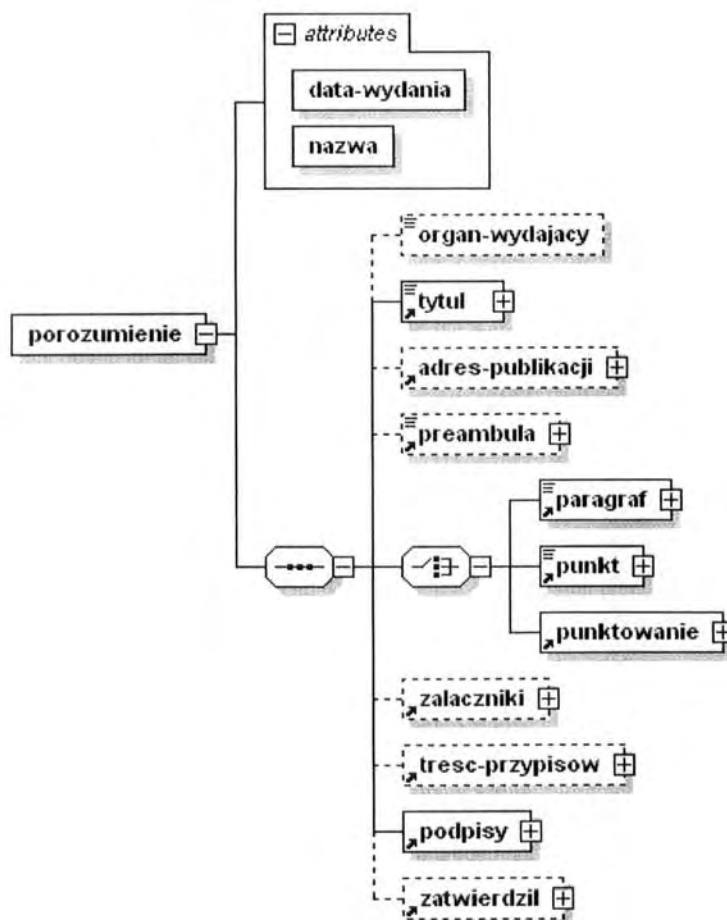 attributes
data-wydania
nazwa
organ-wydajacy
tytul
porozumienie
adres-publikacji
preambula
paragraf
punkt
punktowanie
zalaczniki
tresc-przypisow
podpisy
zatwierdzil